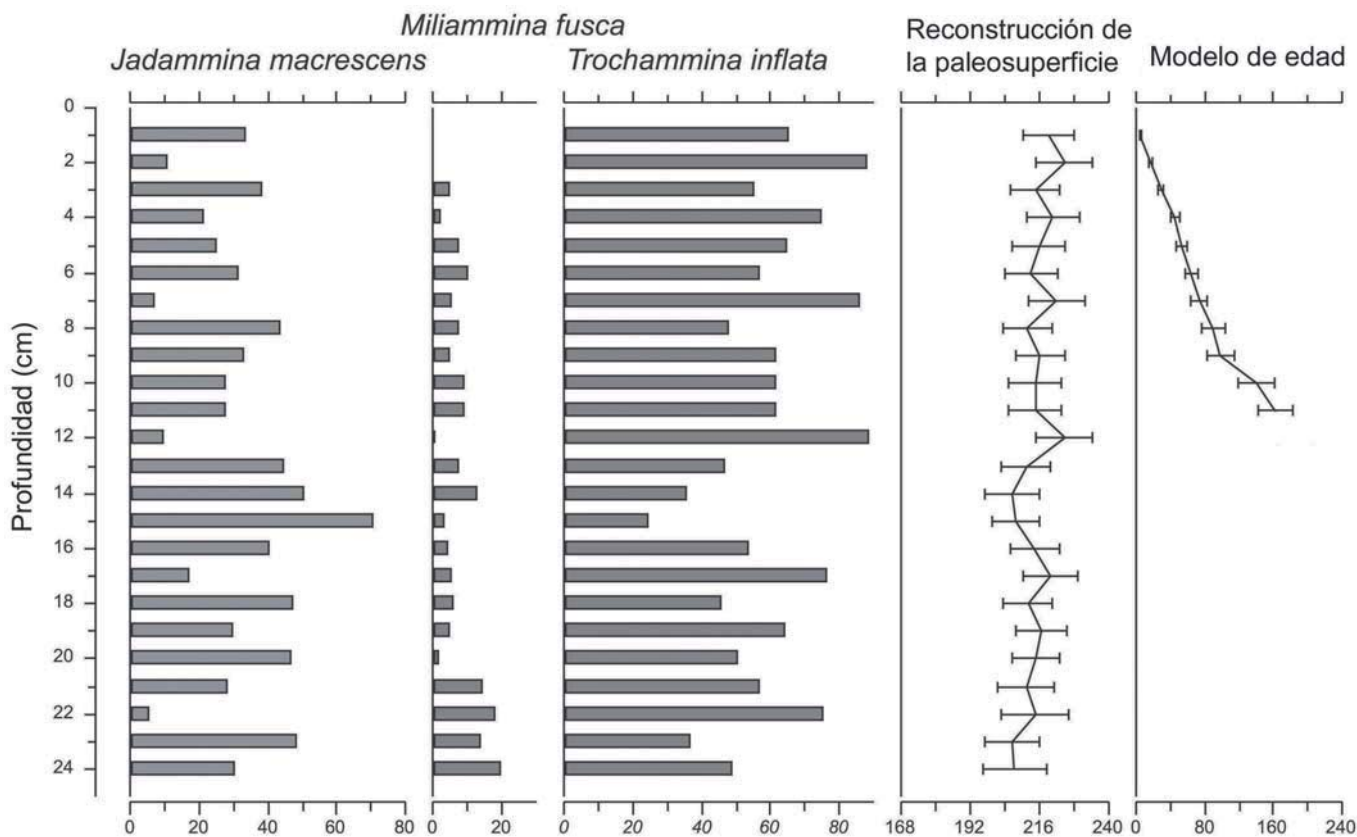 Miliammina fusca
Jadammina macrescens
Trochammina inflata
Reconstrucción de
la paleosuperficie
Modelo de edad
Profundidad (cm)
0
2
4
6
8
10
12
14
16
18
20
22
24
0 20 40 60 80
0 20
0 20 40 60 80
168 192 216 240
0 80 160 240